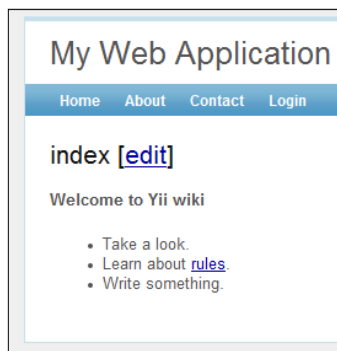 My Web Application
Home About Contact Login
index [edit]
Welcome to Yii wiki
• Take a look.
• Learn about rules.
• Write something.